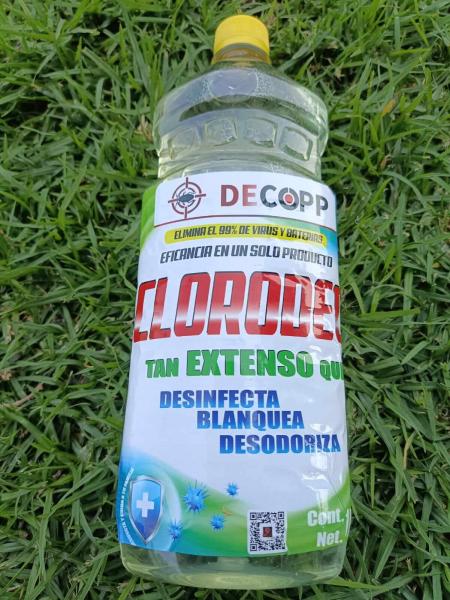 DECOPP
ELIMINA EL 99% DE VIRUS Y BATERIAS
EFICANCIA EN UN SOLO PRODUCTO
CLORODE
TAN EXTENSO QU
DESINFECTA
BLANQUEA
DESODORIZA
Cont.
Net.